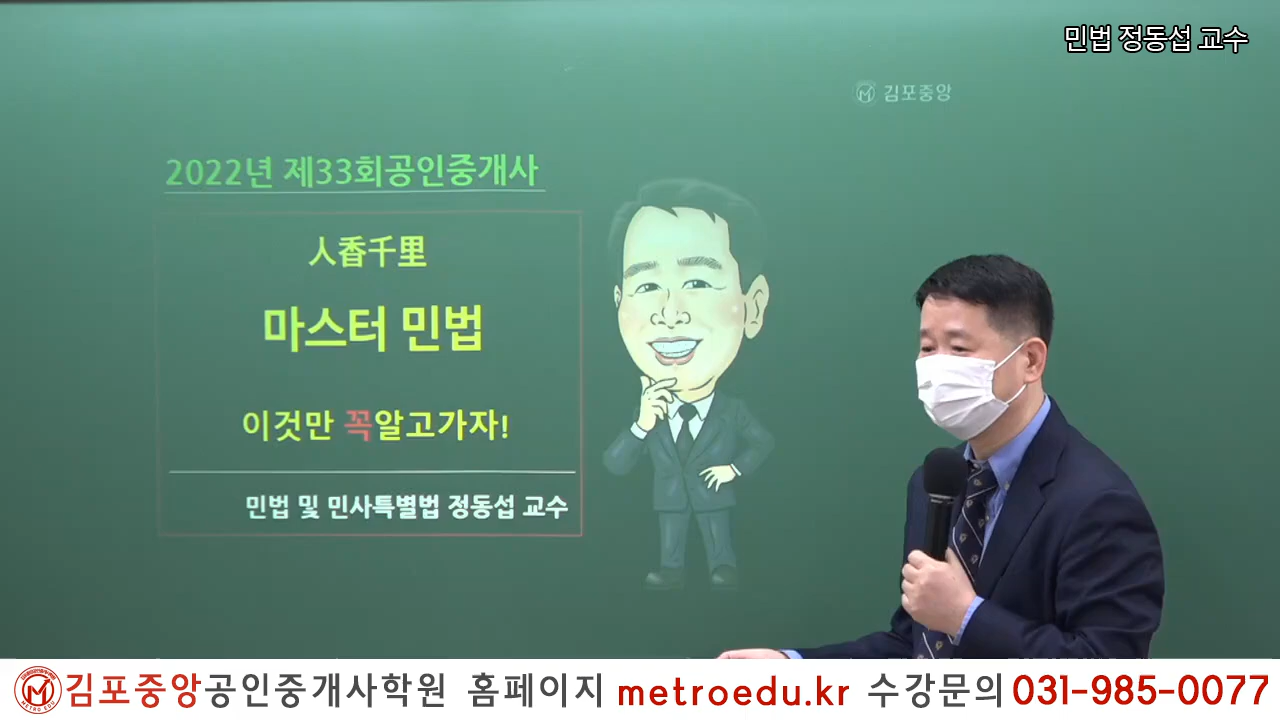 민법 정동섭 교수
김포중앙
2022년 제33회공인중개사
人香千里
마스터 민법
이것만 꼭알고가자!
민법 및 민사특별법 정동섭 교수
김포중앙공인중개사학원 홈페이지 metroedu.kr 수강문의 031-985-0077
METRO EDU